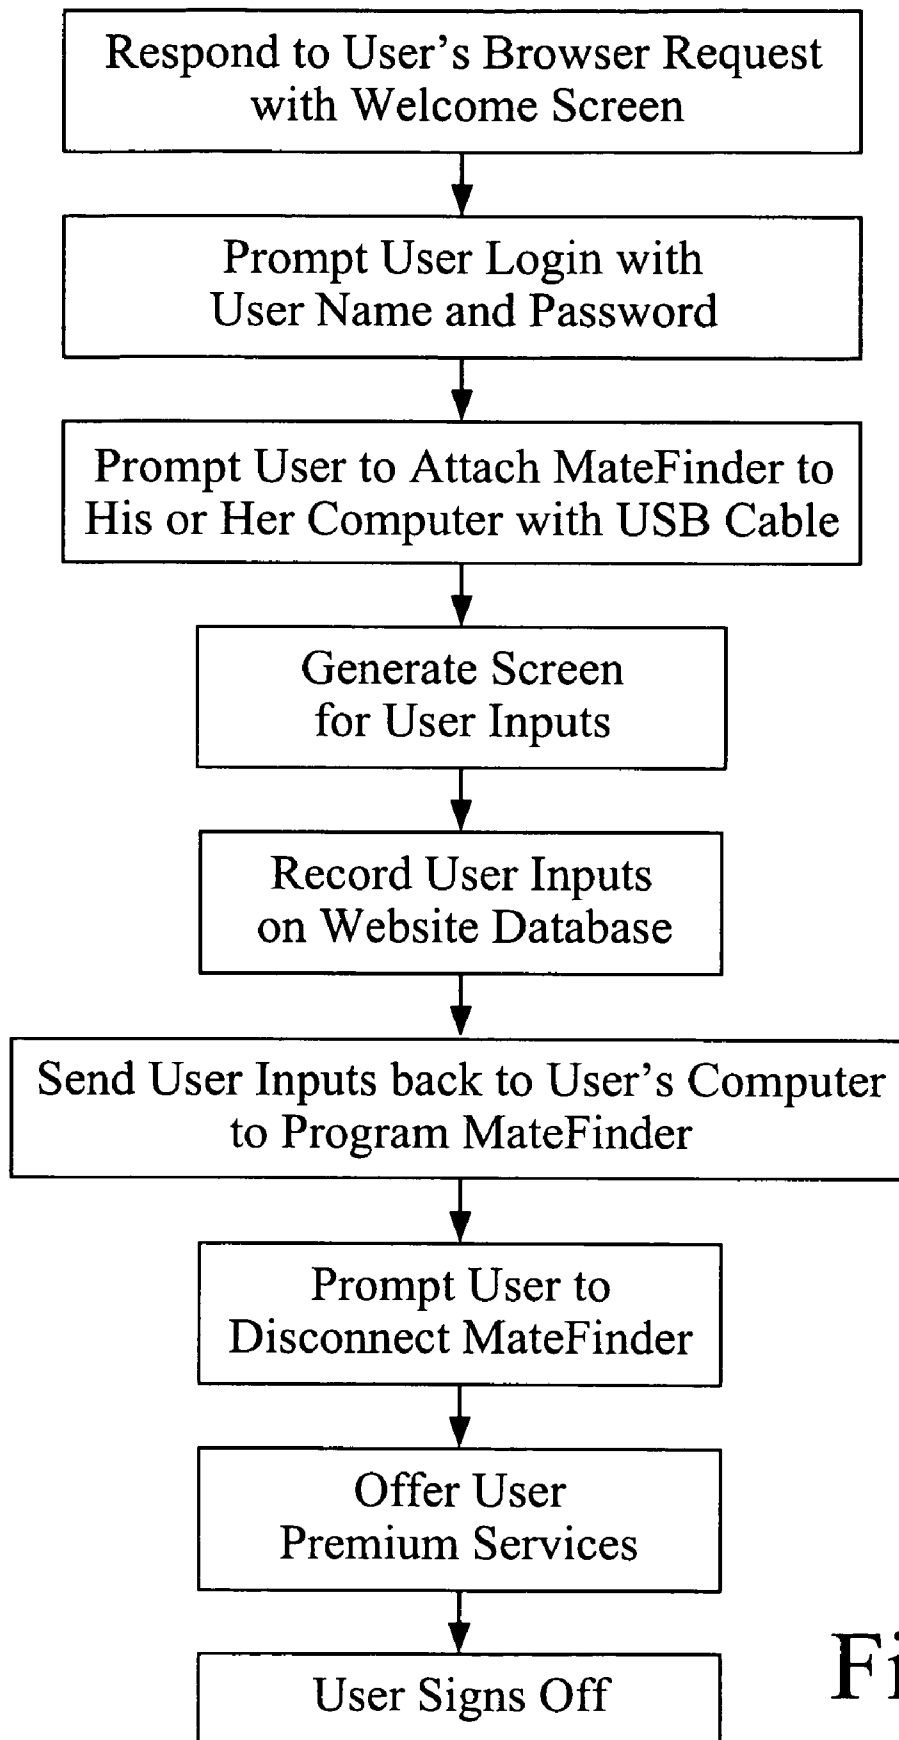 Respond to User's Browser Request
with Welcome Screen
Prompt User Login with
User Name and Password
Prompt User to Attach MateFinder to
His or Her Computer with USB Cable
Generate Screen
for User Inputs
Record User Inputs
on Website Database
Send User Inputs back to User's Computer
to Program MateFinder
Prompt User to
Disconnect MateFinder
Offer User
Premium Services
User Signs Off